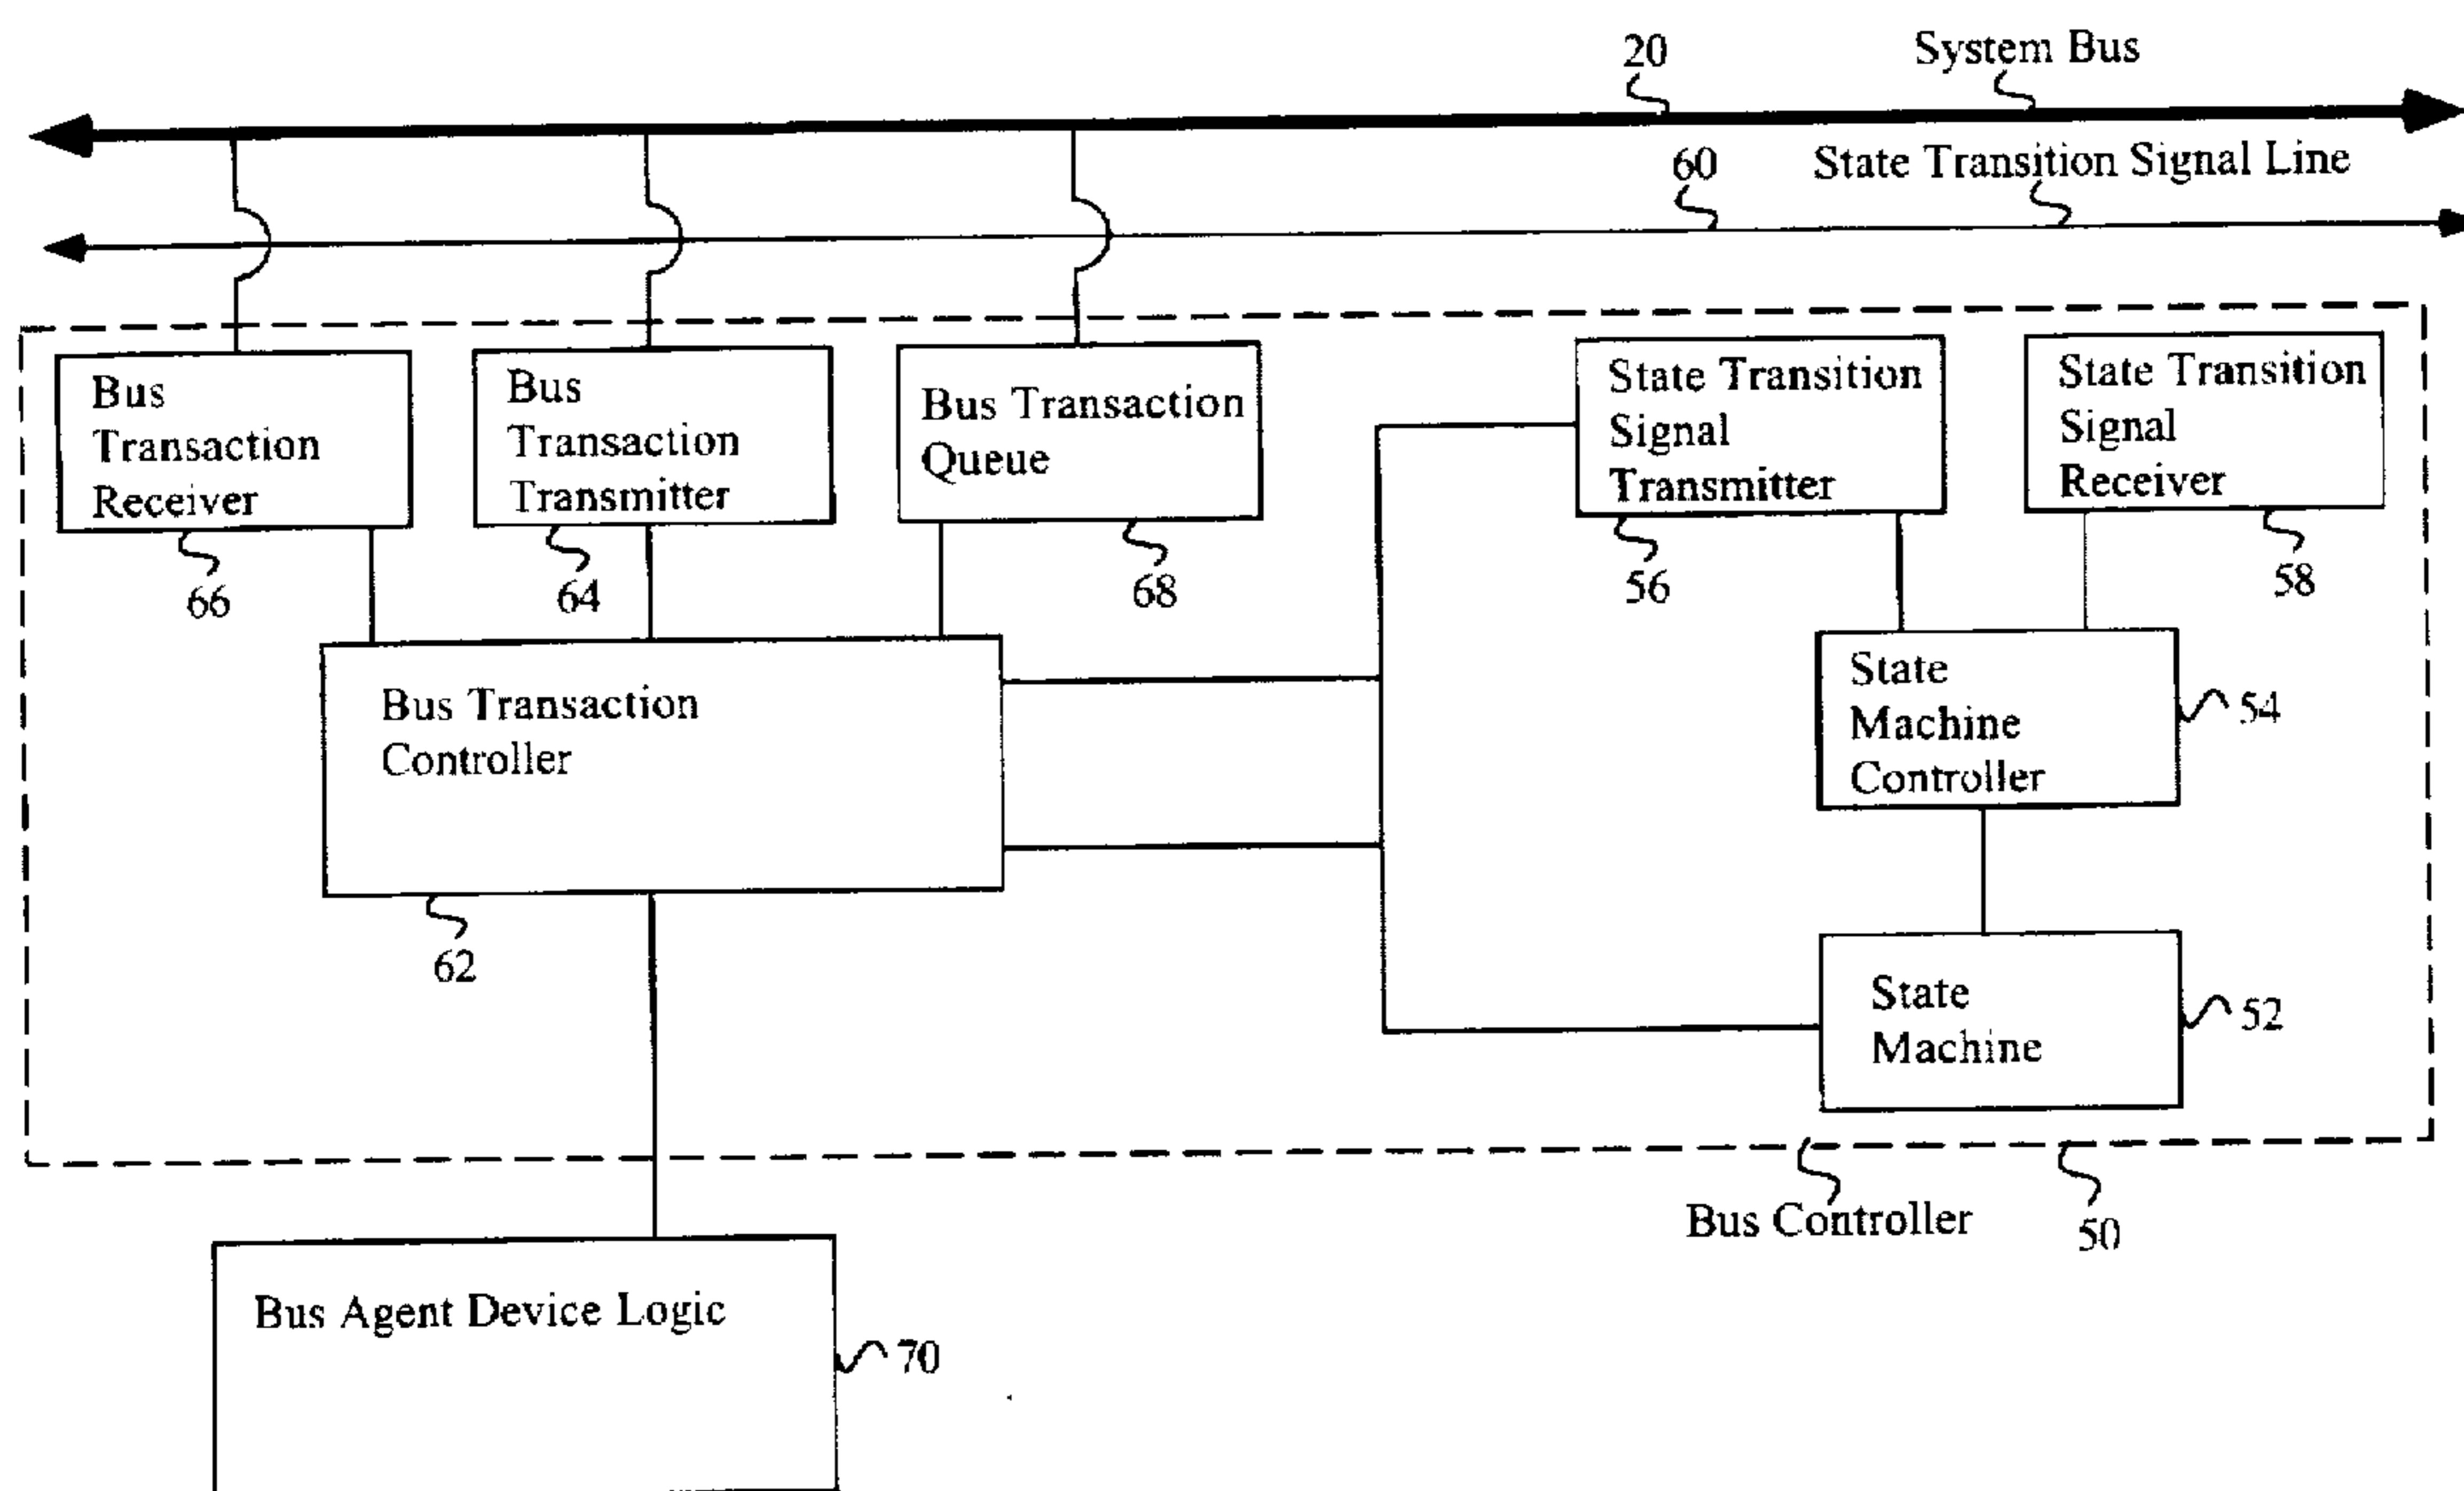 20
System Bus
60
State Transition Signal Line
Bus
Transaction
Receiver
Bus
Transaction
Transmitter
Bus Transaction
Queue
State Transition
Signal
Transmitter
State Transition
Signal
Receiver
66
64
68
56
58
Bus Transaction
Controller
State
Machine
Controller
54
62
State
Machine
52
Bus Controller
50
Bus Agent Device Logic
70